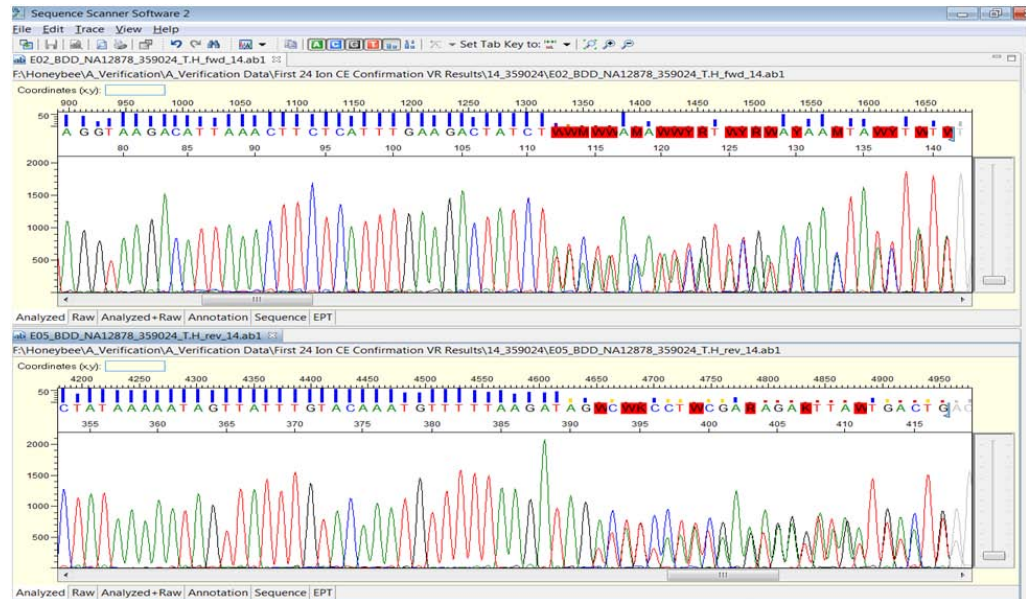 Sequence Scanner Software 2
File Edit Trace View Help
A C G T Set Tab Key to:
E02_BDD_NA12878_359024_T.H_fwd_14.ab1
F:\Honeybee\A_Verification\A_Verification Data\First 24 Ion CE Confirmation VR Results\14_359024\E02_BDD_NA12878_359024_T.H_fwd_14.ab1
Coordinates (x,y):
900 950 1000 1050 1100 1150 1200 1250 1300 1350 1400 1450 1500 1550 1600 1650
50
AGGTAAGACATTAAACTTCTCATTTGAAGACTATCT
80 85 90 95 100 105 110 115 120 125 130 135 140
2000
1500
1000
500
Analyzed Raw Analyzed+Raw Annotation Sequence EPT
E05_BDD_NA12878_359024_T.H_rev_14.ab1
F:\Honeybee\A_Verification\A_Verification Data\First 24 Ion CE Confirmation VR Results\14_359024\E05_BDD_NA12878_359024_T.H_rev_14.ab1
Coordinates (x,y):
4200 4250 4300 4350 4400 4450 4500 4550 4600 4650 4700 4750 4800 4850 4900 4950
50
CTATAAAAATAGTTATTTGTACAAATGTTTTTAAGATAGWCWKCCTWCGARAGAKTTAWTGACTGAC
355 360 365 370 375 380 385 390 395 400 405 410 415
2000
1500
1000
500
Analyzed Raw Analyzed+Raw Annotation Sequence EPT